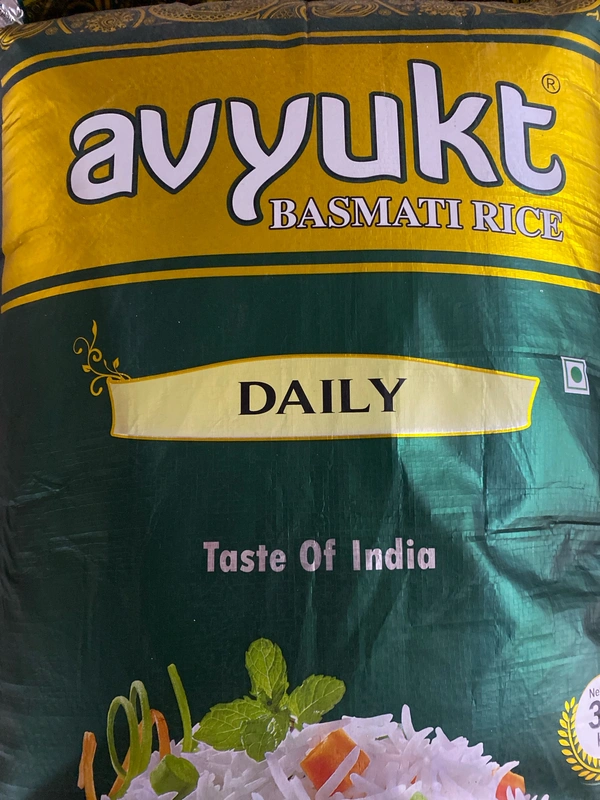 avyukt ®
BASMATI RICE
DAILY
Taste Of India